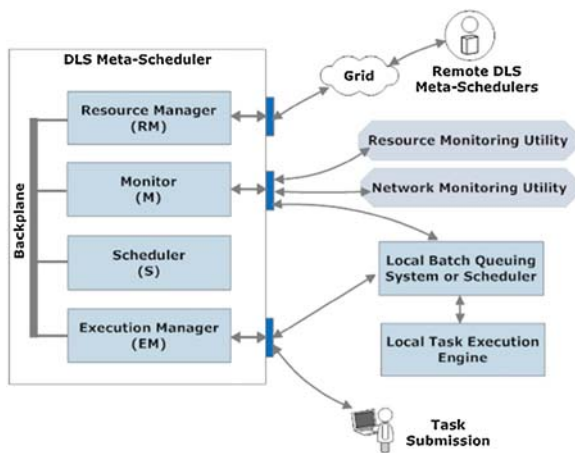 DLS Meta-Scheduler
Resource Manager
(RM)
Monitor
(M)
Scheduler
(S)
Execution Manager
(EM)
Backplane
Grid
Remote DLS
Meta-Schedulers
Resource Monitoring Utility
Network Monitoring Utility
Local Batch Queuing
System or Scheduler
Local Task Execution
Engine
Task
Submission